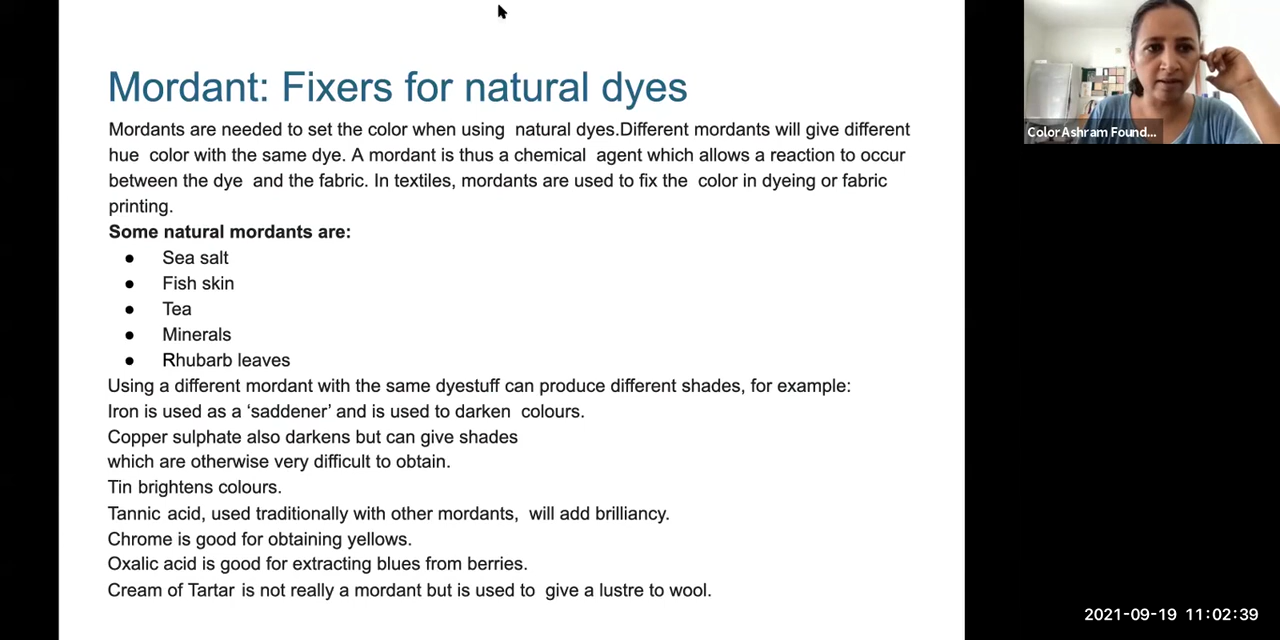 Mordant: Fixers for natural dyes
Mordants are needed to set the color when using natural dyes.Different mordants will give different
hue color with the same dye. A mordant is thus a chemical agent which allows a reaction to occur
between the dye and the fabric. In textiles, mordants are used to fix the color in dyeing or fabric
printing.
Some natural mordants are:
● Sea salt
● Fish skin
● Tea
● Minerals
● Rhubarb leaves
Using a different mordant with the same dyestuff can produce different shades, for example:
Iron is used as a ‘saddener’ and is used to darken colours.
Copper sulphate also darkens but can give shades
which are otherwise very difficult to obtain.
Tin brightens colours.
Tannic acid, used traditionally with other mordants, will add brilliancy.
Chrome is good for obtaining yellows.
Oxalic acid is good for extracting blues from berries.
Cream of Tartar is not really a mordant but is used to give a lustre to wool.
Color Ashram Found...
2021-09-19 11:02:39